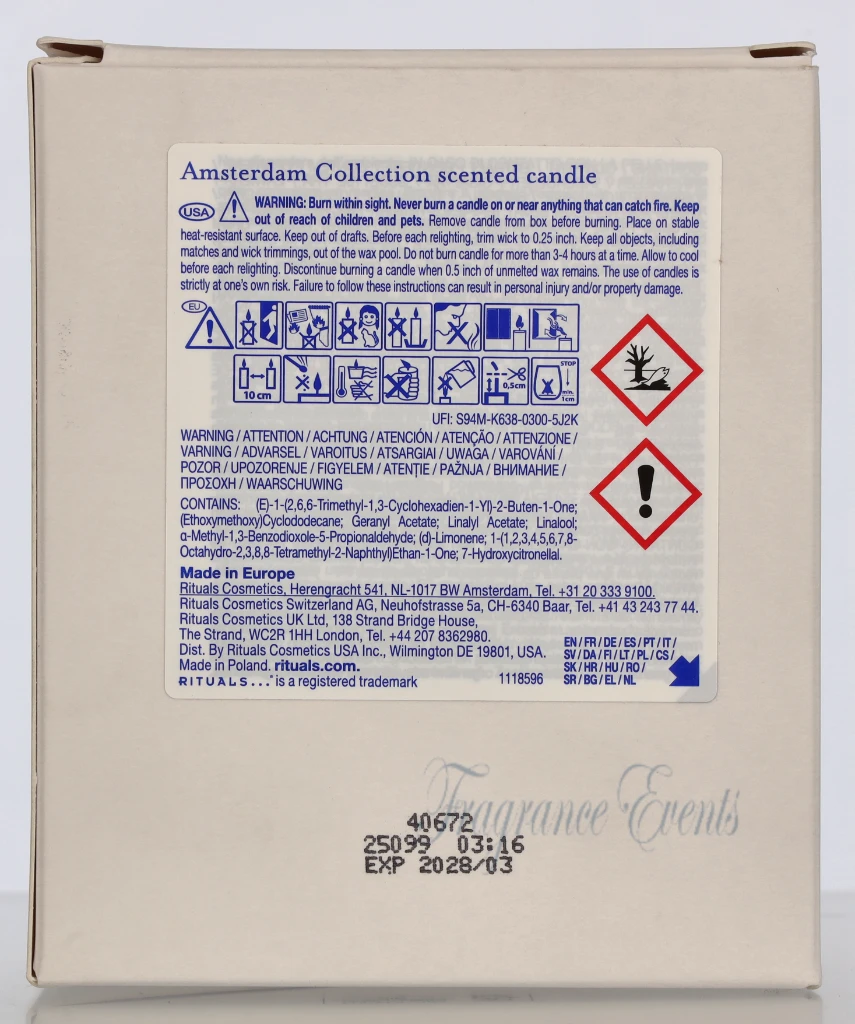 Amsterdam Collection scented candle
USA WARNING: Burn within sight. Never burn a candle on or near anything that can catch fire. Keep
out of reach of children and pets. Remove candle from box before burning. Place on stable
heat-resistant surface. Keep out of drafts. Before each relighting, trim wick to 0.25 inch. Keep all objects, including
matches and wick trimmings, out of the wax pool. Do not burn candle for more than 3-4 hours at a time. Allow to cool
before each relighting. Discontinue burning a candle when 0.5 inch of unmelted wax remains. The use of candles is
strictly at one's own risk. Failure to follow these instructions can result in personal injury and/or property damage.
EU
10 cm
0,5cm
STOP
min.
1cm
UFI: S94M-K638-0300-5J2K
WARNING / ATTENTION / ACHTUNG / ATENCIÓN / ATENÇÃO / ATTENZIONE /
VARNING / ADVARSEL / VAROITUS / ATSARGIAI / UWAGA / VAROVÁNÍ /
POZOR / UPOZORENJE / FIGYELEM / ATENȚIE / PAŽNJA / ВНИМАНИЕ /
ΠΡΟΣΟΧΗ / WAARSCHUWING
CONTAINS: (E)-1-(2,6,6-Trimethyl-1,3-Cyclohexadien-1-Yl)-2-Buten-1-One;
(Ethoxymethoxy)Cyclododecane; Geranyl Acetate; Linalyl Acetate; Linalool;
α-Methyl-1,3-Benzodioxole-5-Propionaldehyde; (d)-Limonene; 1-(1,2,3,4,5,6,7,8-
Octahydro-2,3,8,8-Tetramethyl-2-Naphthyl)Ethan-1-One; 7-Hydroxycitronellal.
Made in Europe
Rituals Cosmetics, Herengracht 541, NL-1017 BW Amsterdam, Tel. +31 20 333 9100.
Rituals Cosmetics Switzerland AG, Neuhofstrasse 5a, CH-6340 Baar, Tel. +41 43 243 77 44.
Rituals Cosmetics UK Ltd, 138 Strand Bridge House,
The Strand, WC2R 1HH London, Tel. +44 207 8362980.
Dist. By Rituals Cosmetics USA Inc., Wilmington DE 19801, USA.
Made in Poland. rituals.com.
RITUALS...® is a registered trademark
1118596
EN / FR / DE / ES / PT / IT /
SV / DA / FI / LT / PL / CS /
SK / HR / HU / RO /
SR / BG / EL / NL
Fragrance Events
40672
25099 03:16
EXP 2028/03